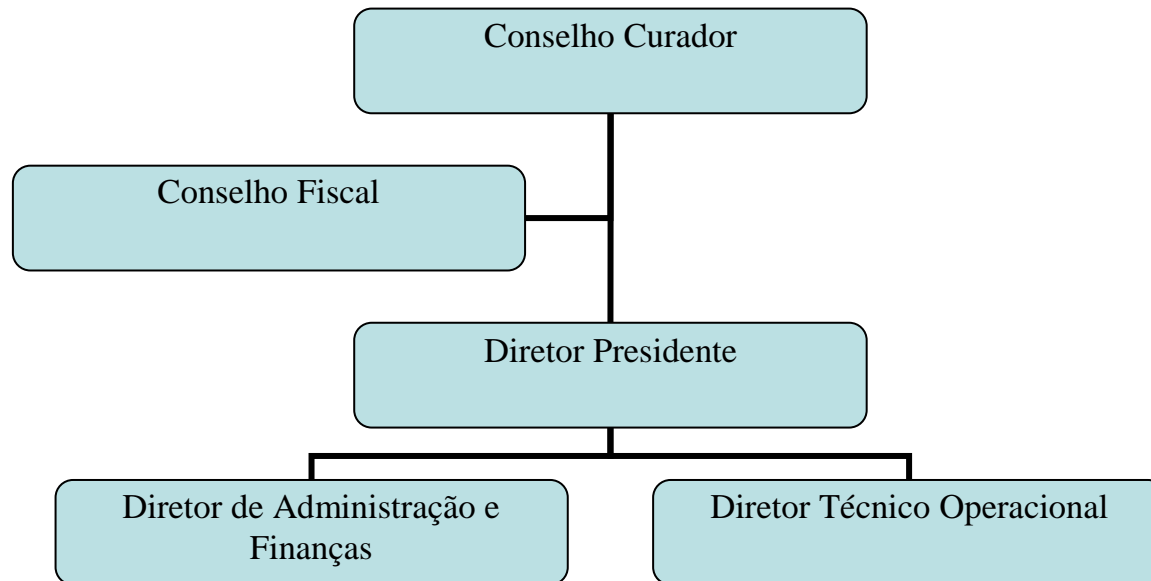 Conselho Curador
Conselho Fiscal
Diretor Presidente
Diretor de Administração e
Finanças
Diretor Técnico Operacional